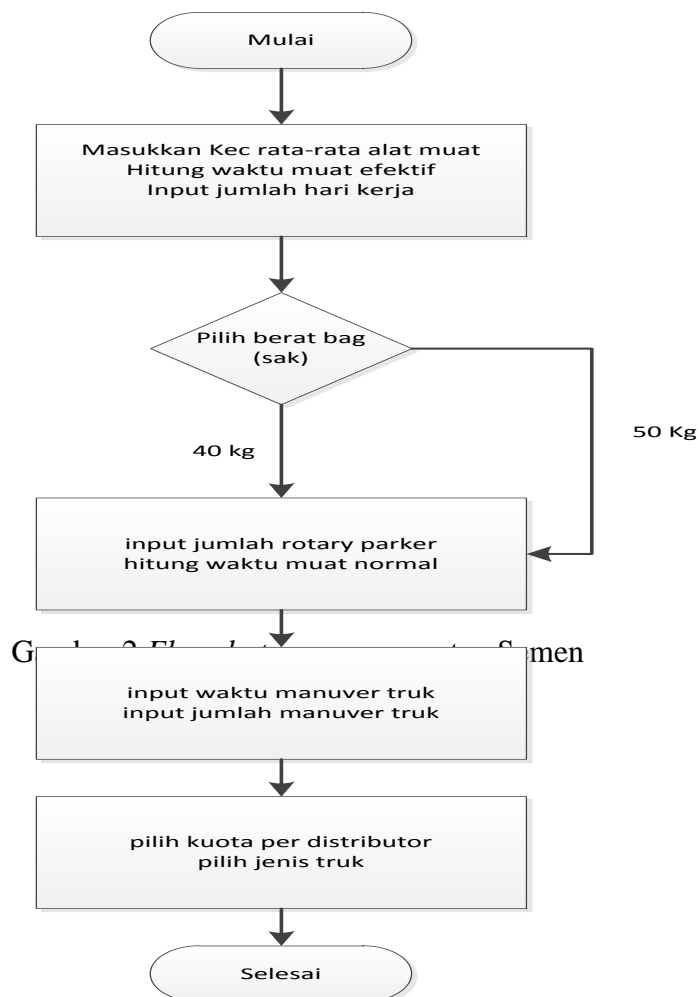 Mulai
Masukkan Kec rata-rata alat muat
Hitung waktu muat efektif
Input jumlah hari kerja
Pilih berat bag
(sak)
40 kg
50 Kg
input jumlah rotary parker
hitung waktu muat normal
2
input waktu manuver truk
input jumlah manuver truk
pilih kuota per distributor
pilih jenis truk
Selesai